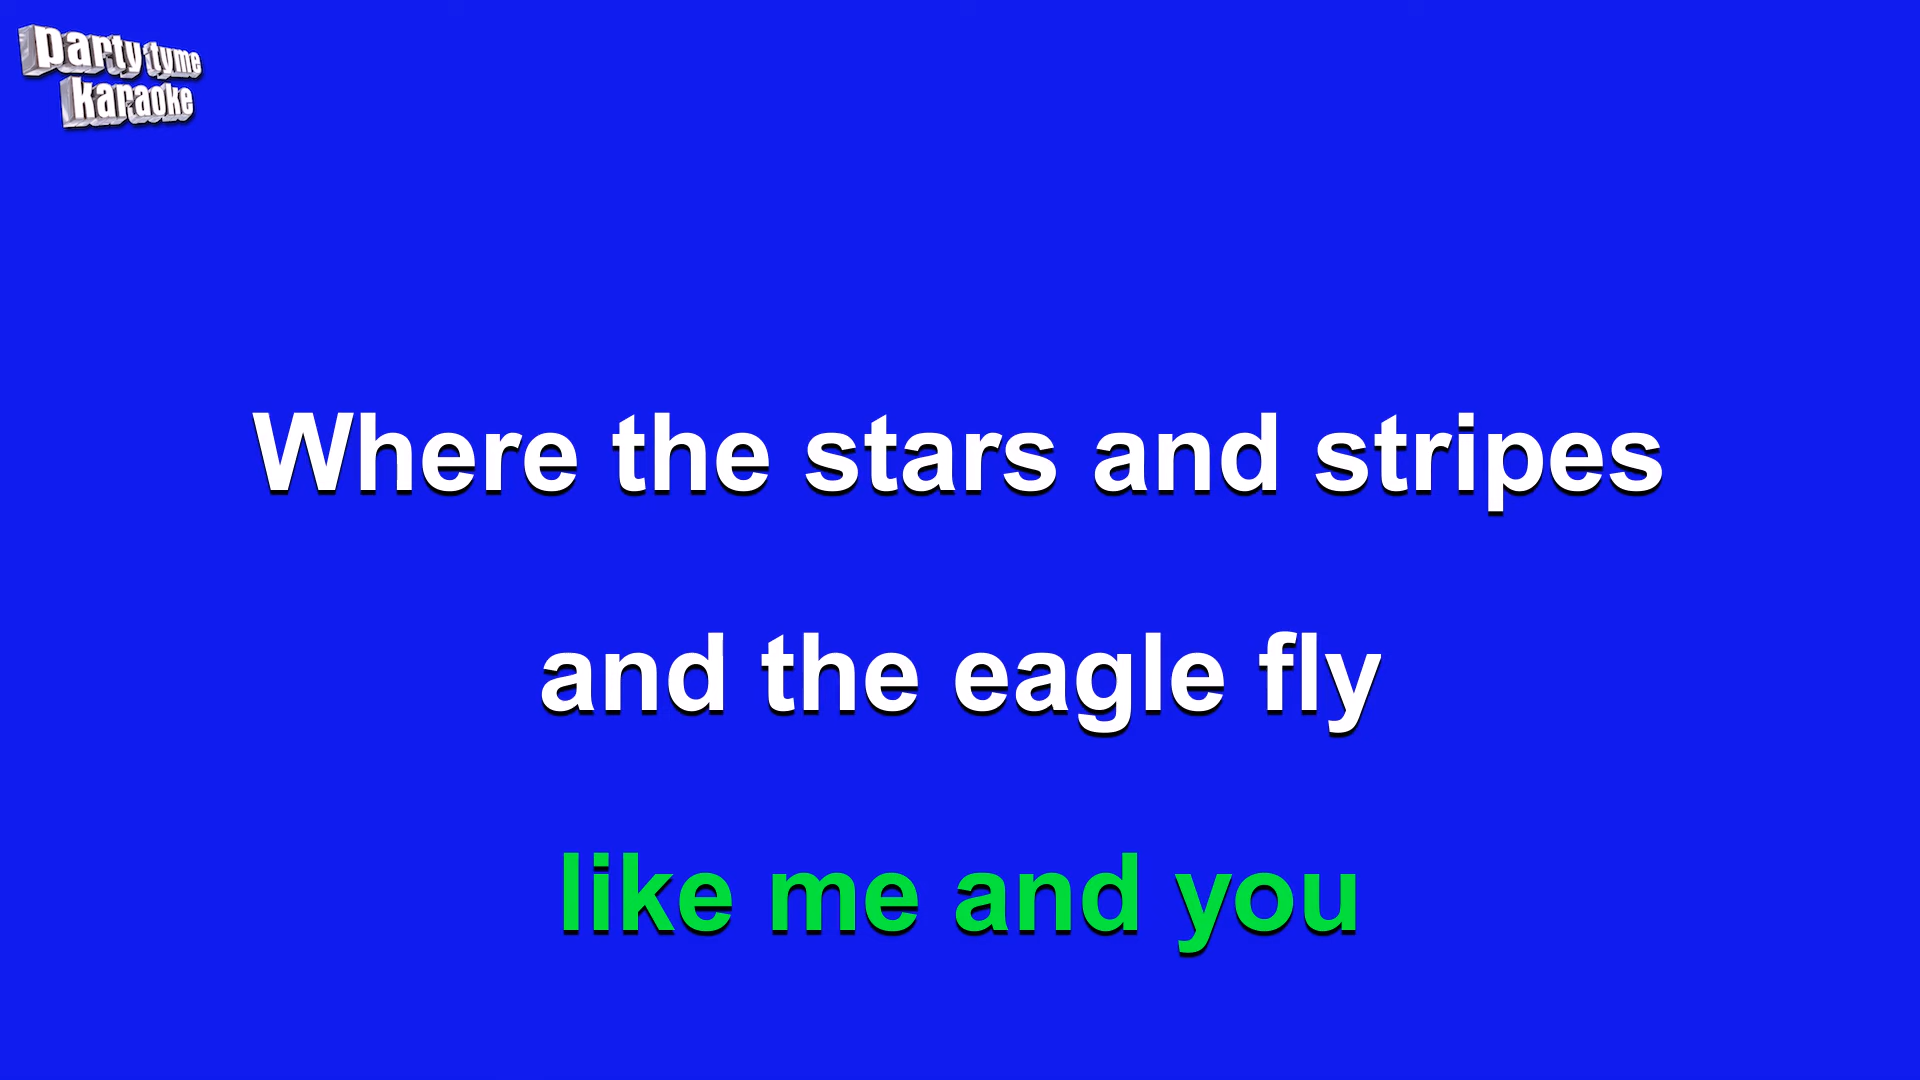 party tyme
karaoke
Where the stars and stripes
and the eagle fly
like me and you